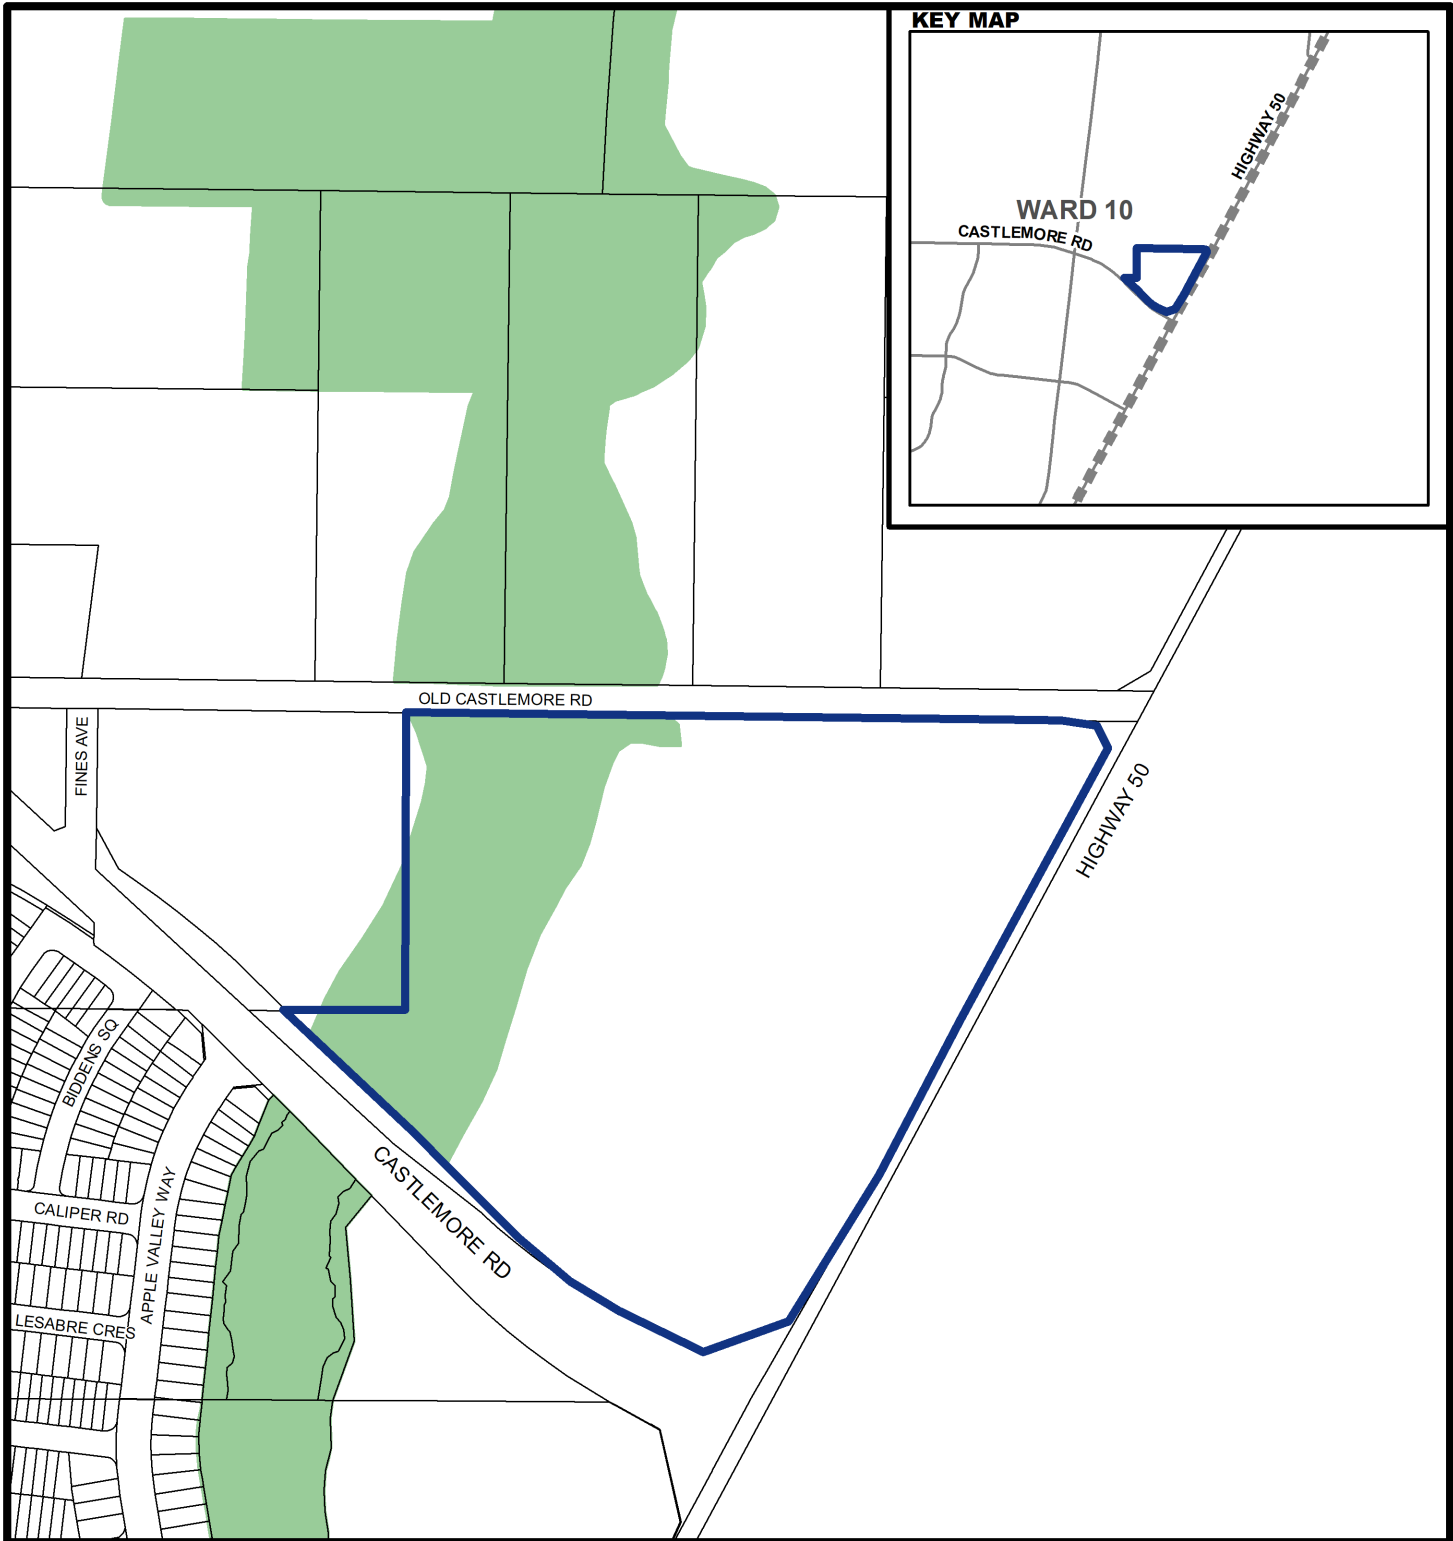 KEY MAP
HIGHWAY 50
WARD 10
CASTLEMORE RD
OLD CASTLEMORE RD
FINES AVE
HIGHWAY 50
BIDDENS SQ
CASTLEMORE RD
APPLE VALLEY WAY
CALIPER RD
LESABRE CRES